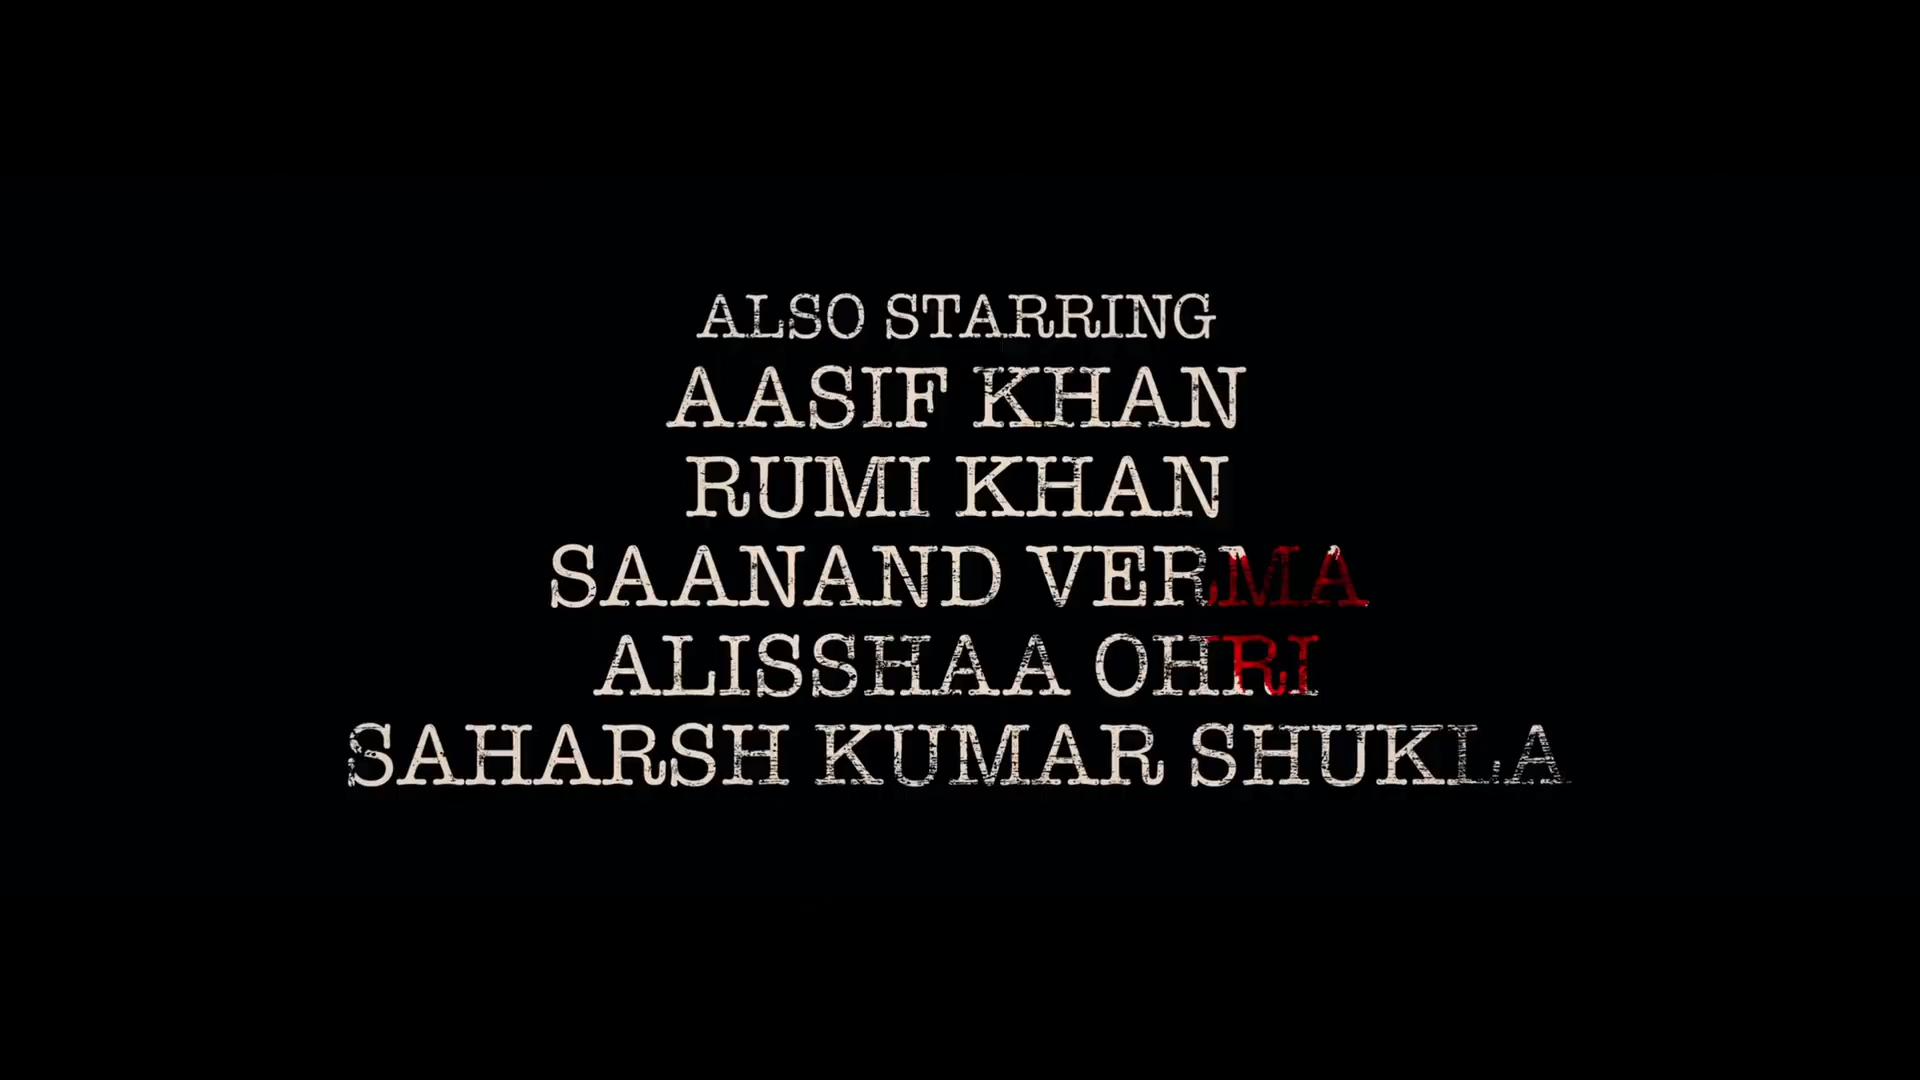 ALSO STARRING
AASIF KHAN
RUMI KHAN
SAANAND VERMA
ALISSHAA OHRI
SAHARSH KUMAR SHUKLA